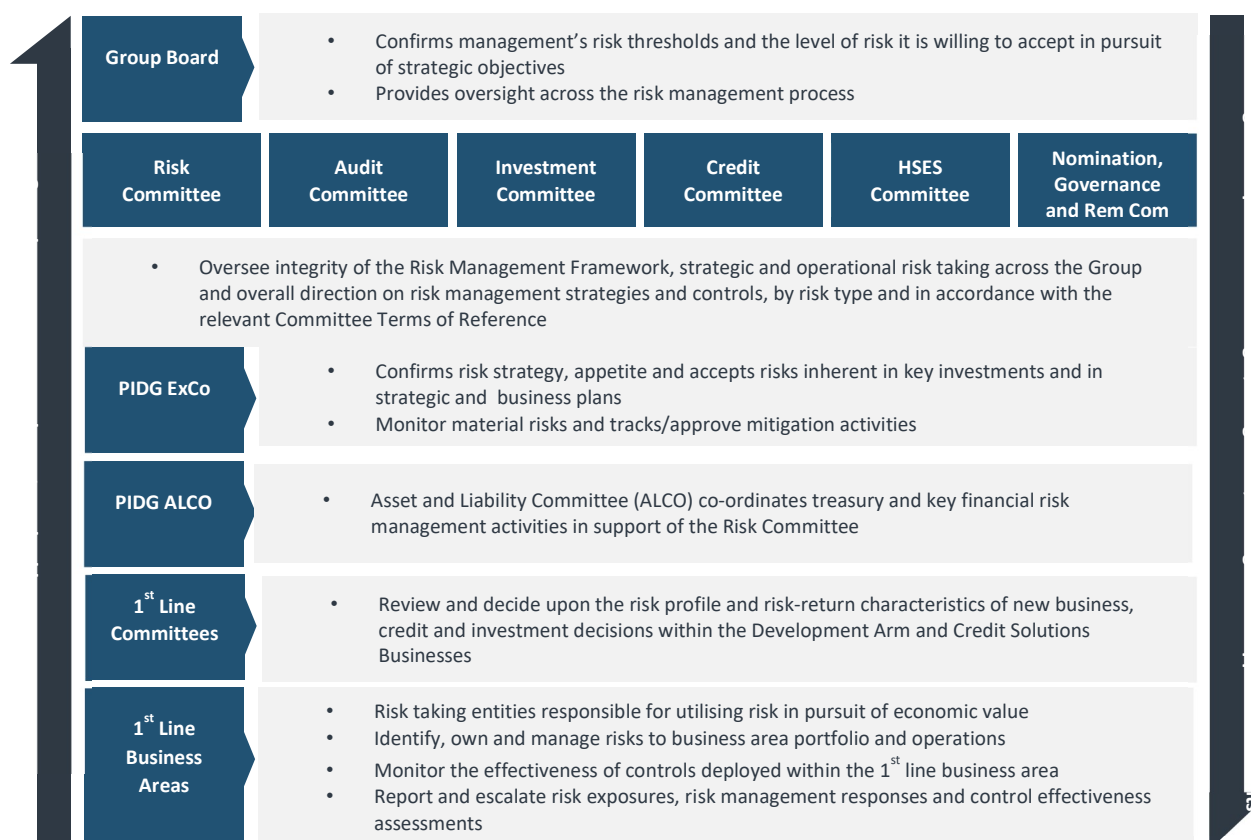 Group Board
• Confirms management's risk thresholds and the level of risk it is willing to accept in pursuit
of strategic objectives
• Provides oversight across the risk management process
Risk
Committee
Audit
Committee
Investment
Committee
Credit
Committee
HSES
Committee
Nomination,
Governance
and Rem Com
• Oversee integrity of the Risk Management Framework, strategic and operational risk taking across the Group
and overall direction on risk management strategies and controls, by risk type and in accordance with the
relevant Committee Terms of Reference
PIDG ExCo
• Confirms risk strategy, appetite and accepts risks inherent in key investments and in
strategic and business plans
• Monitor material risks and tracks/approve mitigation activities
PIDG ALCO
• Asset and Liability Committee (ALCO) co-ordinates treasury and key financial risk
management activities in support of the Risk Committee
1st Line
Committees
• Review and decide upon the risk profile and risk-return characteristics of new business,
credit and investment decisions within the Development Arm and Credit Solutions
Businesses
1st Line
Business
Areas
• Risk taking entities responsible for utilising risk in pursuit of economic value
• Identify, own and manage risks to business area portfolio and operations
• Monitor the effectiveness of controls deployed within the 1st line business area
• Report and escalate risk exposures, risk management responses and control effectiveness
assessments